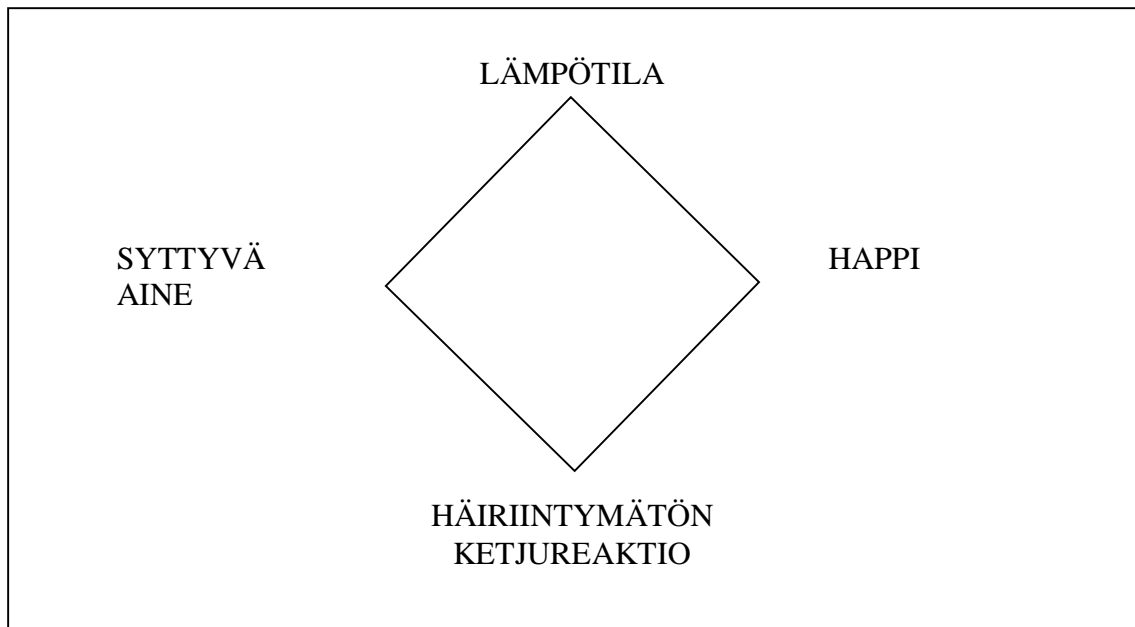 LÄMPÖTILA
SYTTYVÄ
AINE
HAPPI
HÄIRIINTYMÄTÖN
KETJUREAKTIO